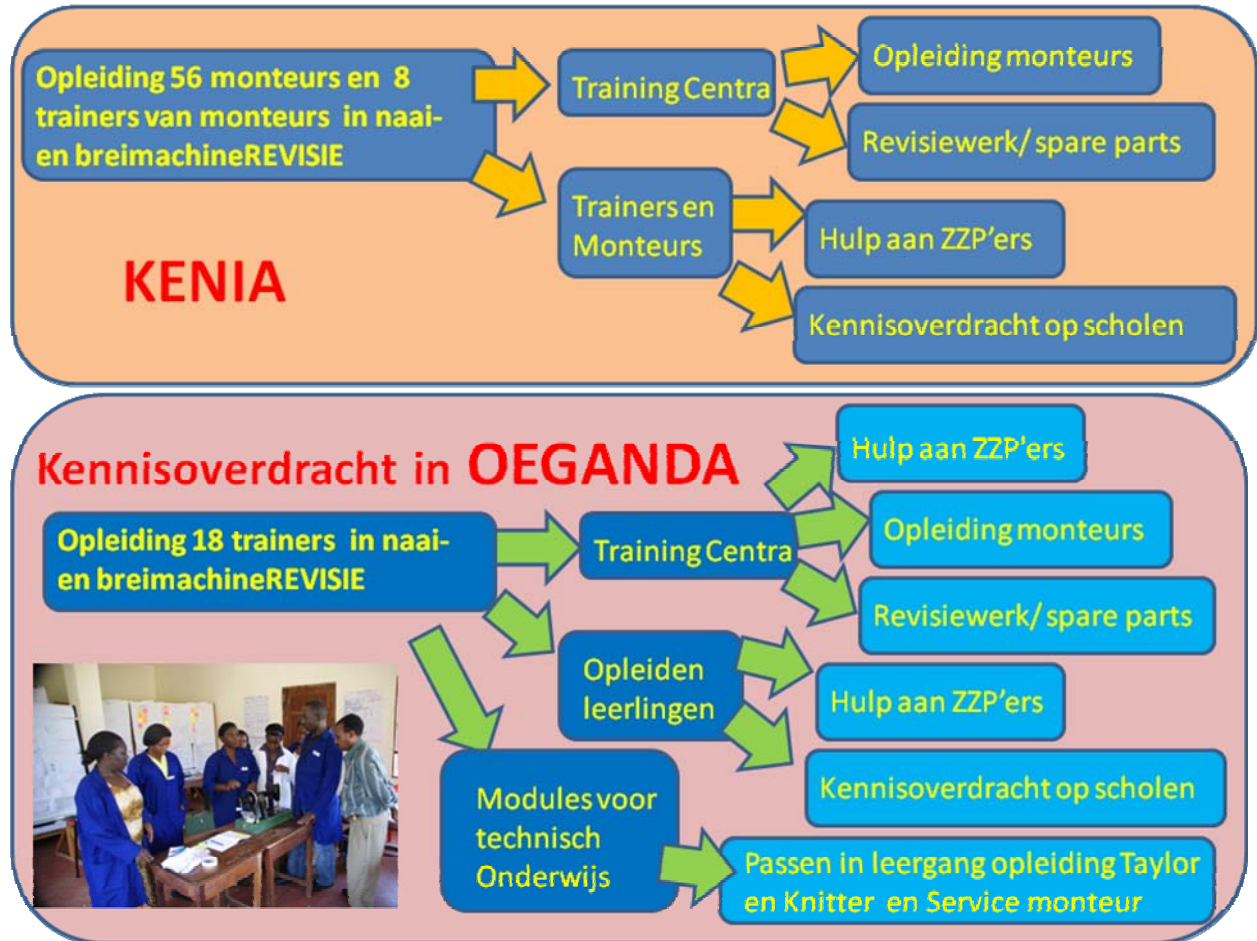 Opleiding 56 monteurs en 8
trainers van monteurs in naai-
en breimachineREVISIE
Training Centra
Opleiding monteurs
Revisiewerk/ spare parts
Trainers en
Monteurs
Hulp aan ZZP'ers
Kennisoverdracht op scholen
KENIA
Kennisoverdracht in OEGANDA
Opleiding 18 trainers in naai-
en breimachineREVISIE
Training Centra
Hulp aan ZZP'ers
Opleiding monteurs
Revisiewerk/ spare parts
Opleiden
leerlingen
Hulp aan ZZP'ers
Kennisoverdracht op scholen
Modules voor
technisch
Onderwijs
Passen in leergang opleiding Taylor
en Knitter en Service monteur